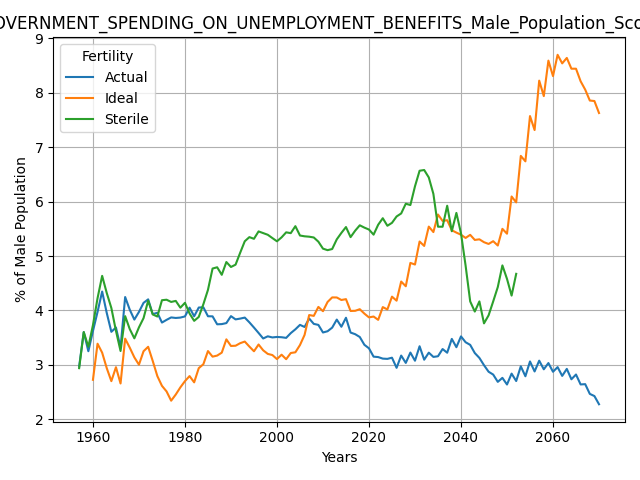 OVERNMENT_SPENDING_ON_UNEMPLOYMENT_BENEFITS_Male_Population_Sco
9
8
7
6
5
4
3
2
% of Male Population
Fertility
Actual
Ideal
Sterile
1960 1980 2000 2020 2040 2060
Years